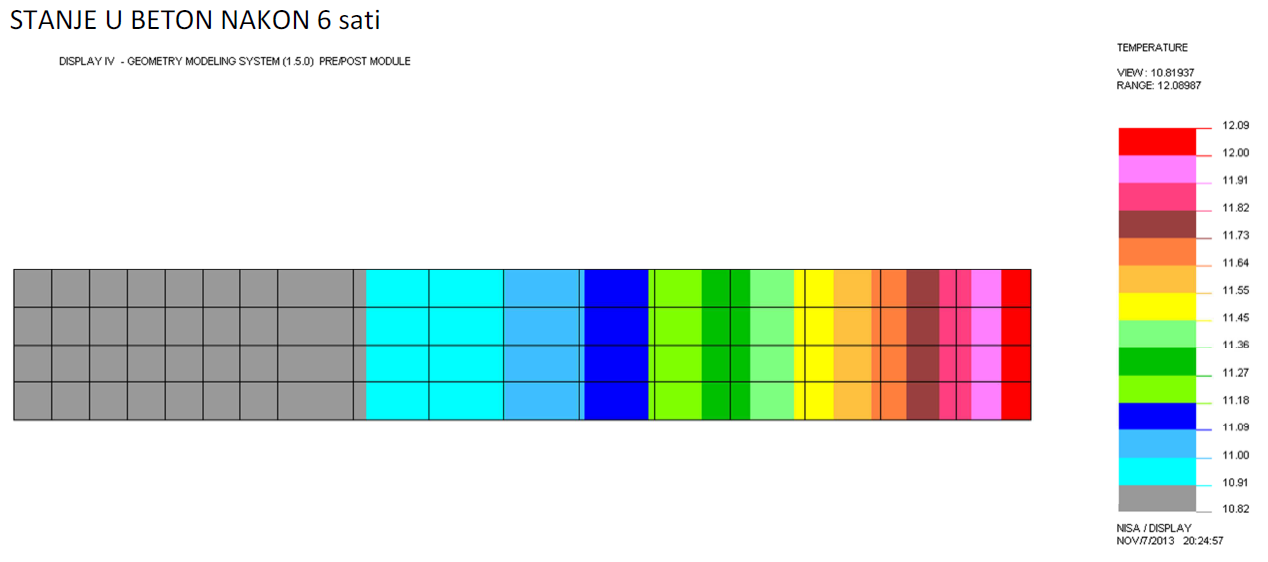 STANJE U BETON NAKON 6 sati
DISPLAY IV - GEOMETRY MODELING SYSTEM (1.5.0) PRE/POST MODULE
TEMPERATURE
VIEW : 10.81937
RANGE: 12.08987
12.09
12.00
11.91
11.82
11.73
11.64
11.55
11.45
11.36
11.27
11.18
11.09
11.00
10.91
10.82
NISA / DISPLAY
NOV/7/2013 20:24:57